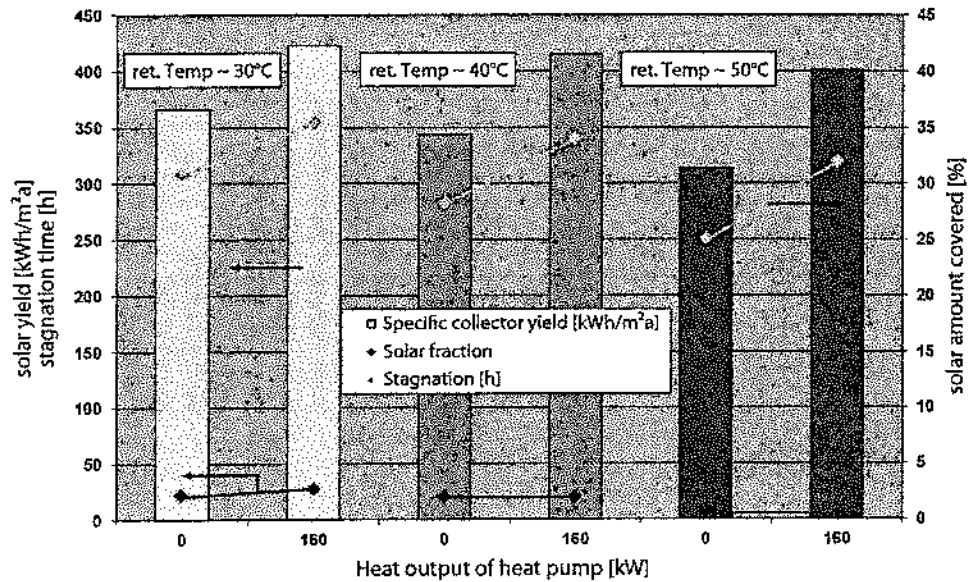 solar yield [kWh/m²a]
stagnation time [h]
450
400
350
300
250
200
150
100
50
0
ret. Temp ~ 30°C
ret. Temp ~ 40°C
ret. Temp ~ 50°C
Specific collector yield [kWh/m²a]
Solar fraction
Stagnation [h]
45
40
35
30
25
20
15
10
5
0
solar amount covered [%]
0
160
0
160
0
160
Heat output of heat pump [kW]